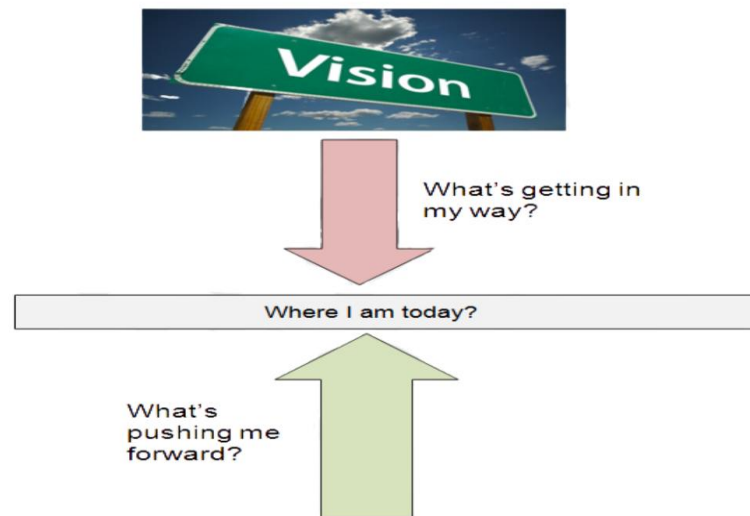 Vision
What's getting in
my way?
Where I am today?
What's
pushing me
forward?